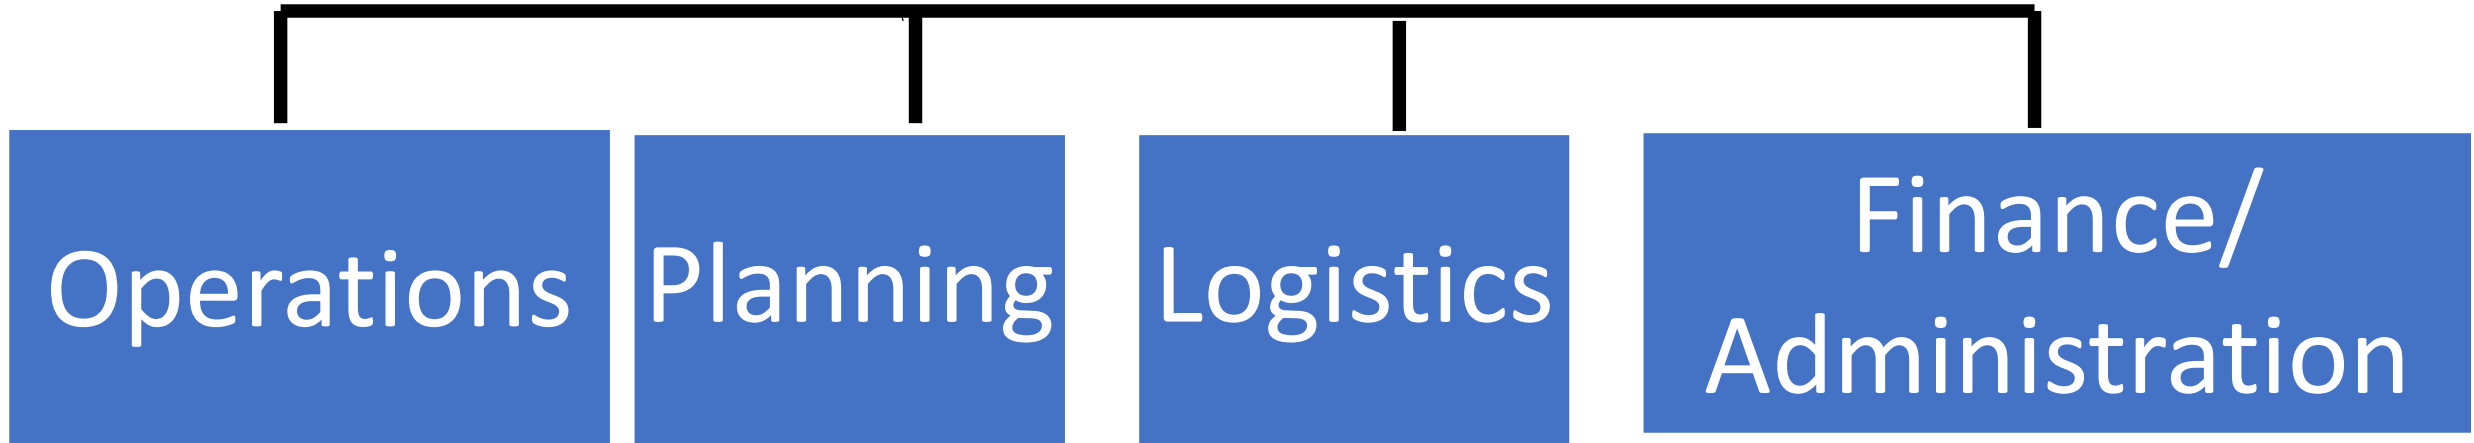 Operations
Planning
Logistics
Finance/
Administration